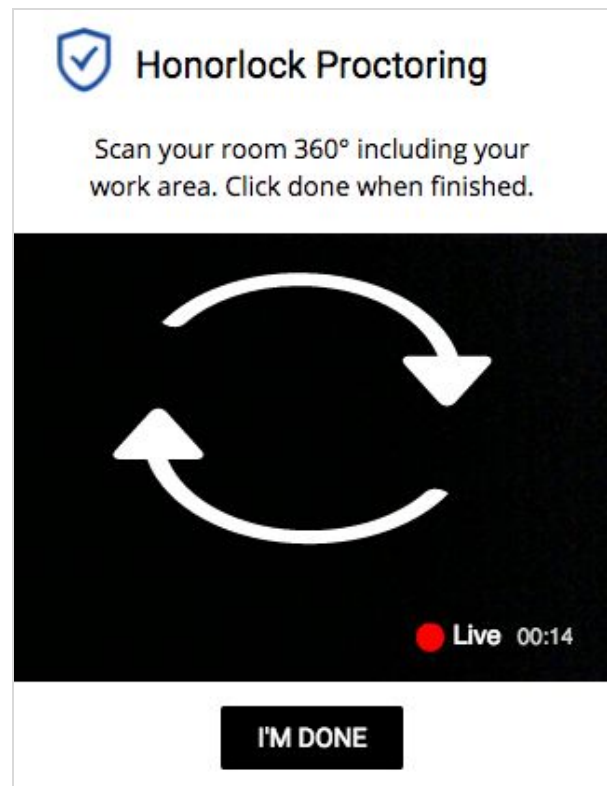 Honorlock Proctoring
Scan your room 360° including your
work area. Click done when finished.
Live 00:14
I'M DONE